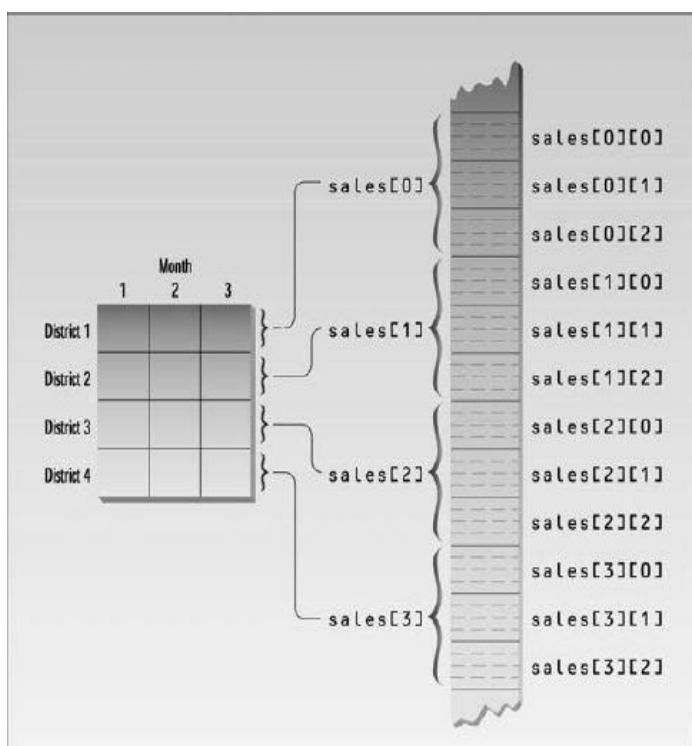 Month
1 2 3
District 1
District 2
District 3
District 4
sales[0]
sales[1]
sales[2]
sales[3]
sales[0][0]
sales[0][1]
sales[0][2]
sales[1][0]
sales[1][1]
sales[1][2]
sales[2][0]
sales[2][1]
sales[2][2]
sales[3][0]
sales[3][1]
sales[3][2]